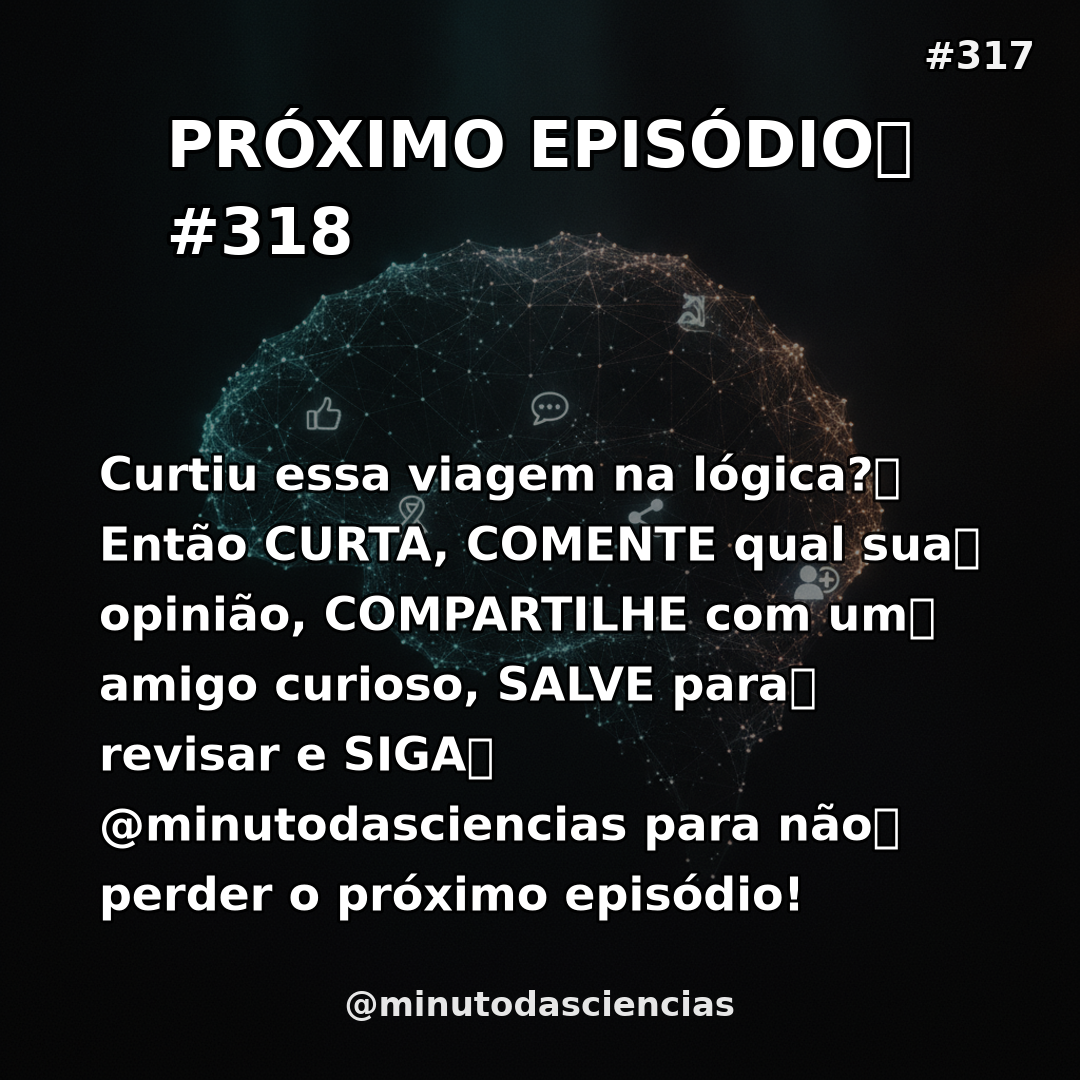 #317
PRÓXIMO EPISÓDIO▯
#318
Curtiu essa viagem na lógica?▯
Então CURTA, COMENTE qual sua▯
opinião, COMPARTILHE com um▯
amigo curioso, SALVE para▯
revisar e SIGA▯
@minutodasciencias para não▯
perder o próximo episódio!
@minutodasciencias